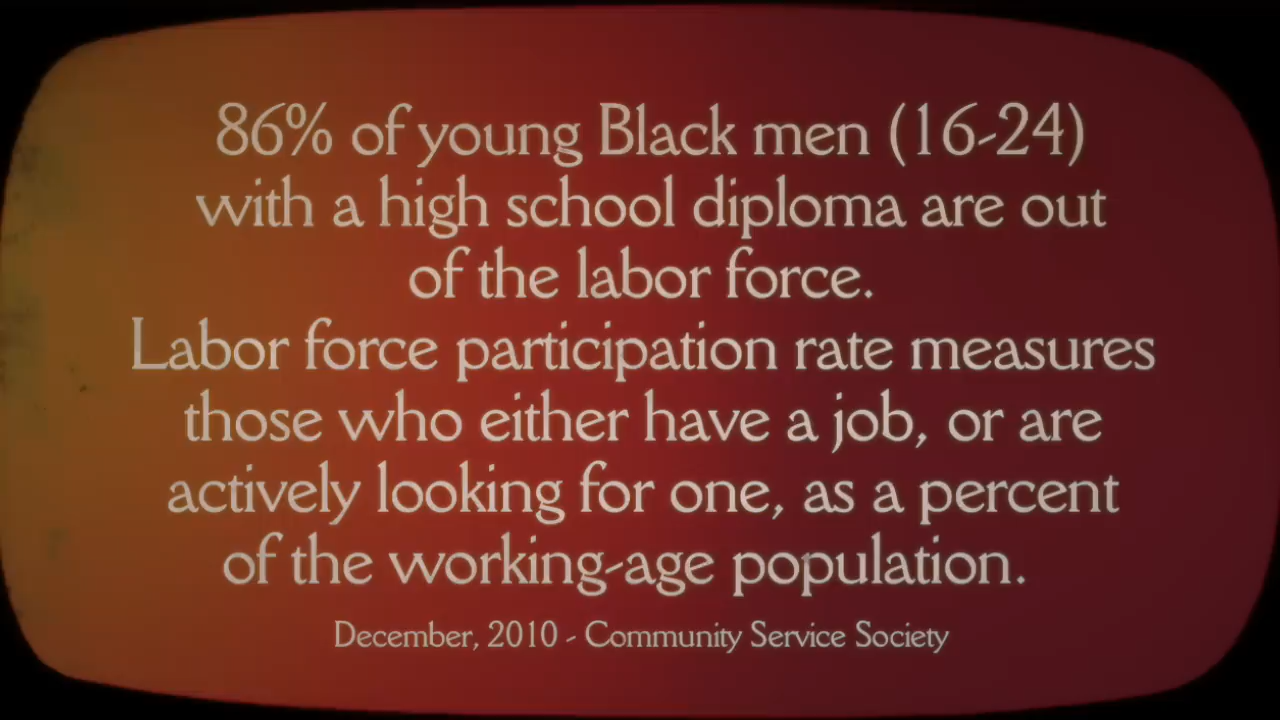 86% of young Black men (16-24)
with a high school diploma are out
of the labor force.
Labor force participation rate measures
those who either have a job, or are
actively looking for one, as a percent
of the working-age population.
December, 2010 - Community Service Society